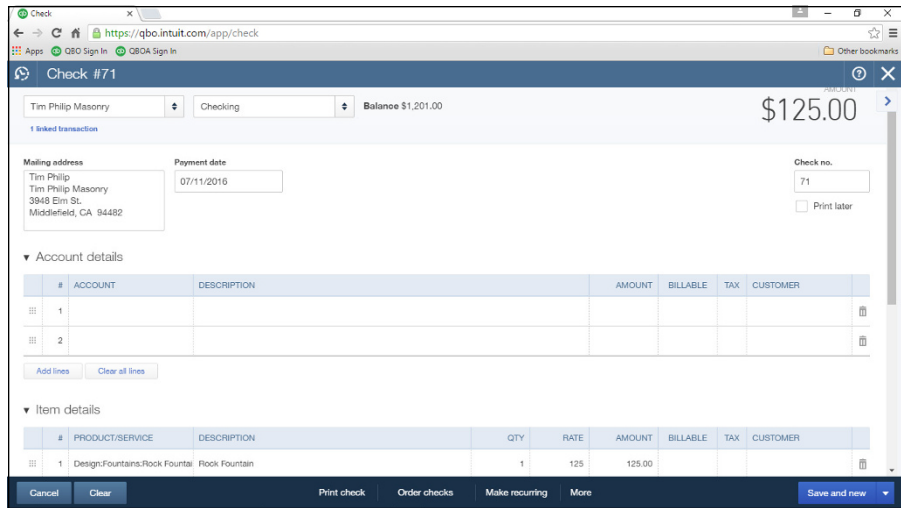 Check
https://qbo.intuit.com/app/check
Apps QBO Sign In QBOA Sign In Other bookmarks
Check #71
AMOUNT
Tim Philip Masonry Checking Balance $1,201.00 $125.00
1 linked transaction
Mailing address Payment date Check no.
Tim Philip
Tim Philip Masonry
3948 Elm St.
Middlefield, CA 94482
07/11/2016
71
Print later
Account details
# ACCOUNT DESCRIPTION AMOUNT BILLABLE TAX CUSTOMER
1
2
Add lines Clear all lines
Item details
# PRODUCT/SERVICE DESCRIPTION QTY RATE AMOUNT BILLABLE TAX CUSTOMER
1 Design:Fountains:Rock Fountai Rock Fountain 1 125 125.00
Cancel Clear Print check Order checks Make recurring More Save and new